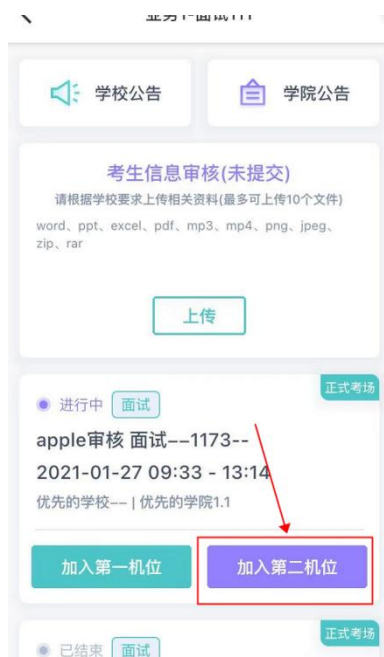 学校公告
学院公告
考生信息审核(未提交)
请根据学校要求上传相关资料(最多可上传10个文件)
word、ppt、excel、pdf、mp3、mp4、png、jpeg、
zip、rar
上传
正式考场
进行中 面试
apple审核 面试--1173--
2021-01-27 09:33 - 13:14
优先的学校-- | 优先的学院1.1
加入第一机位
加入第二机位
正式考场
已结束 面试